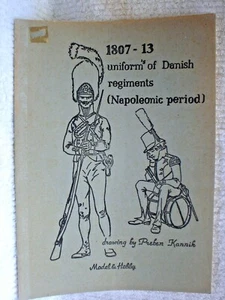 1807-13
uniform's of Danish
regiments
(Napoleonic period)
drawing by Preben Kannik
Model & Hobby